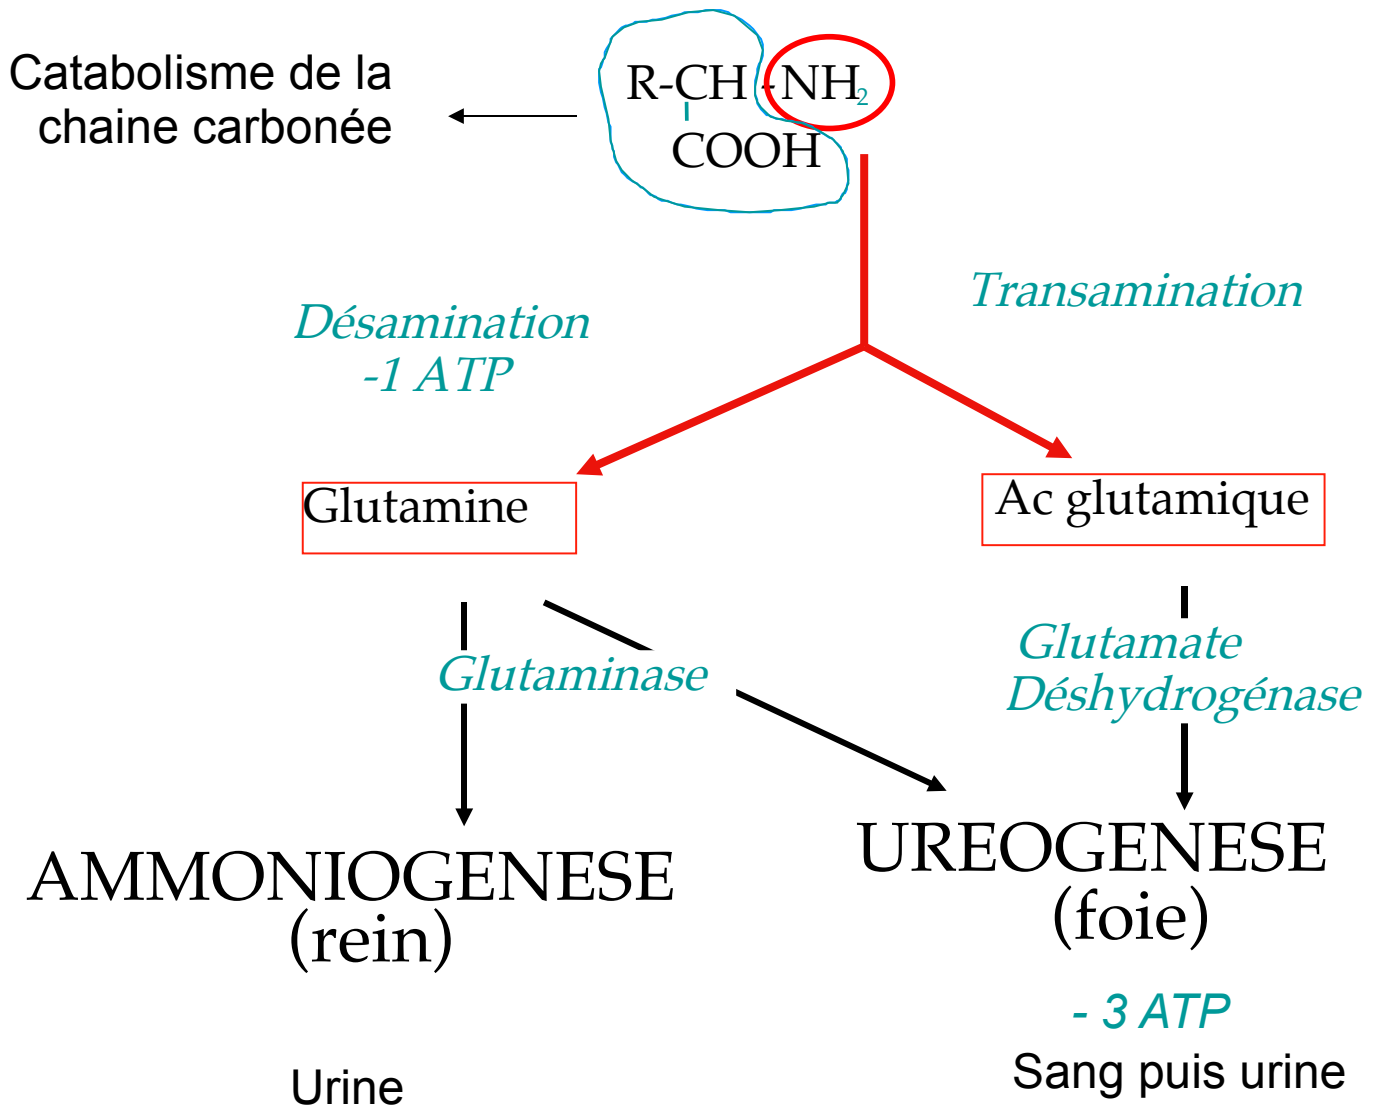 Catabolisme de la
chaine carbonée
R-CH -NH2
COOH
Transamination
Désamination
-1 ATP
Glutamine
Ac glutamique
Glutaminase
Glutamate
Déshydrogénase
AMMONIOGENESE
(rein)
UREOGENESE
(foie)
- 3 ATP
Sang puis urine
Urine